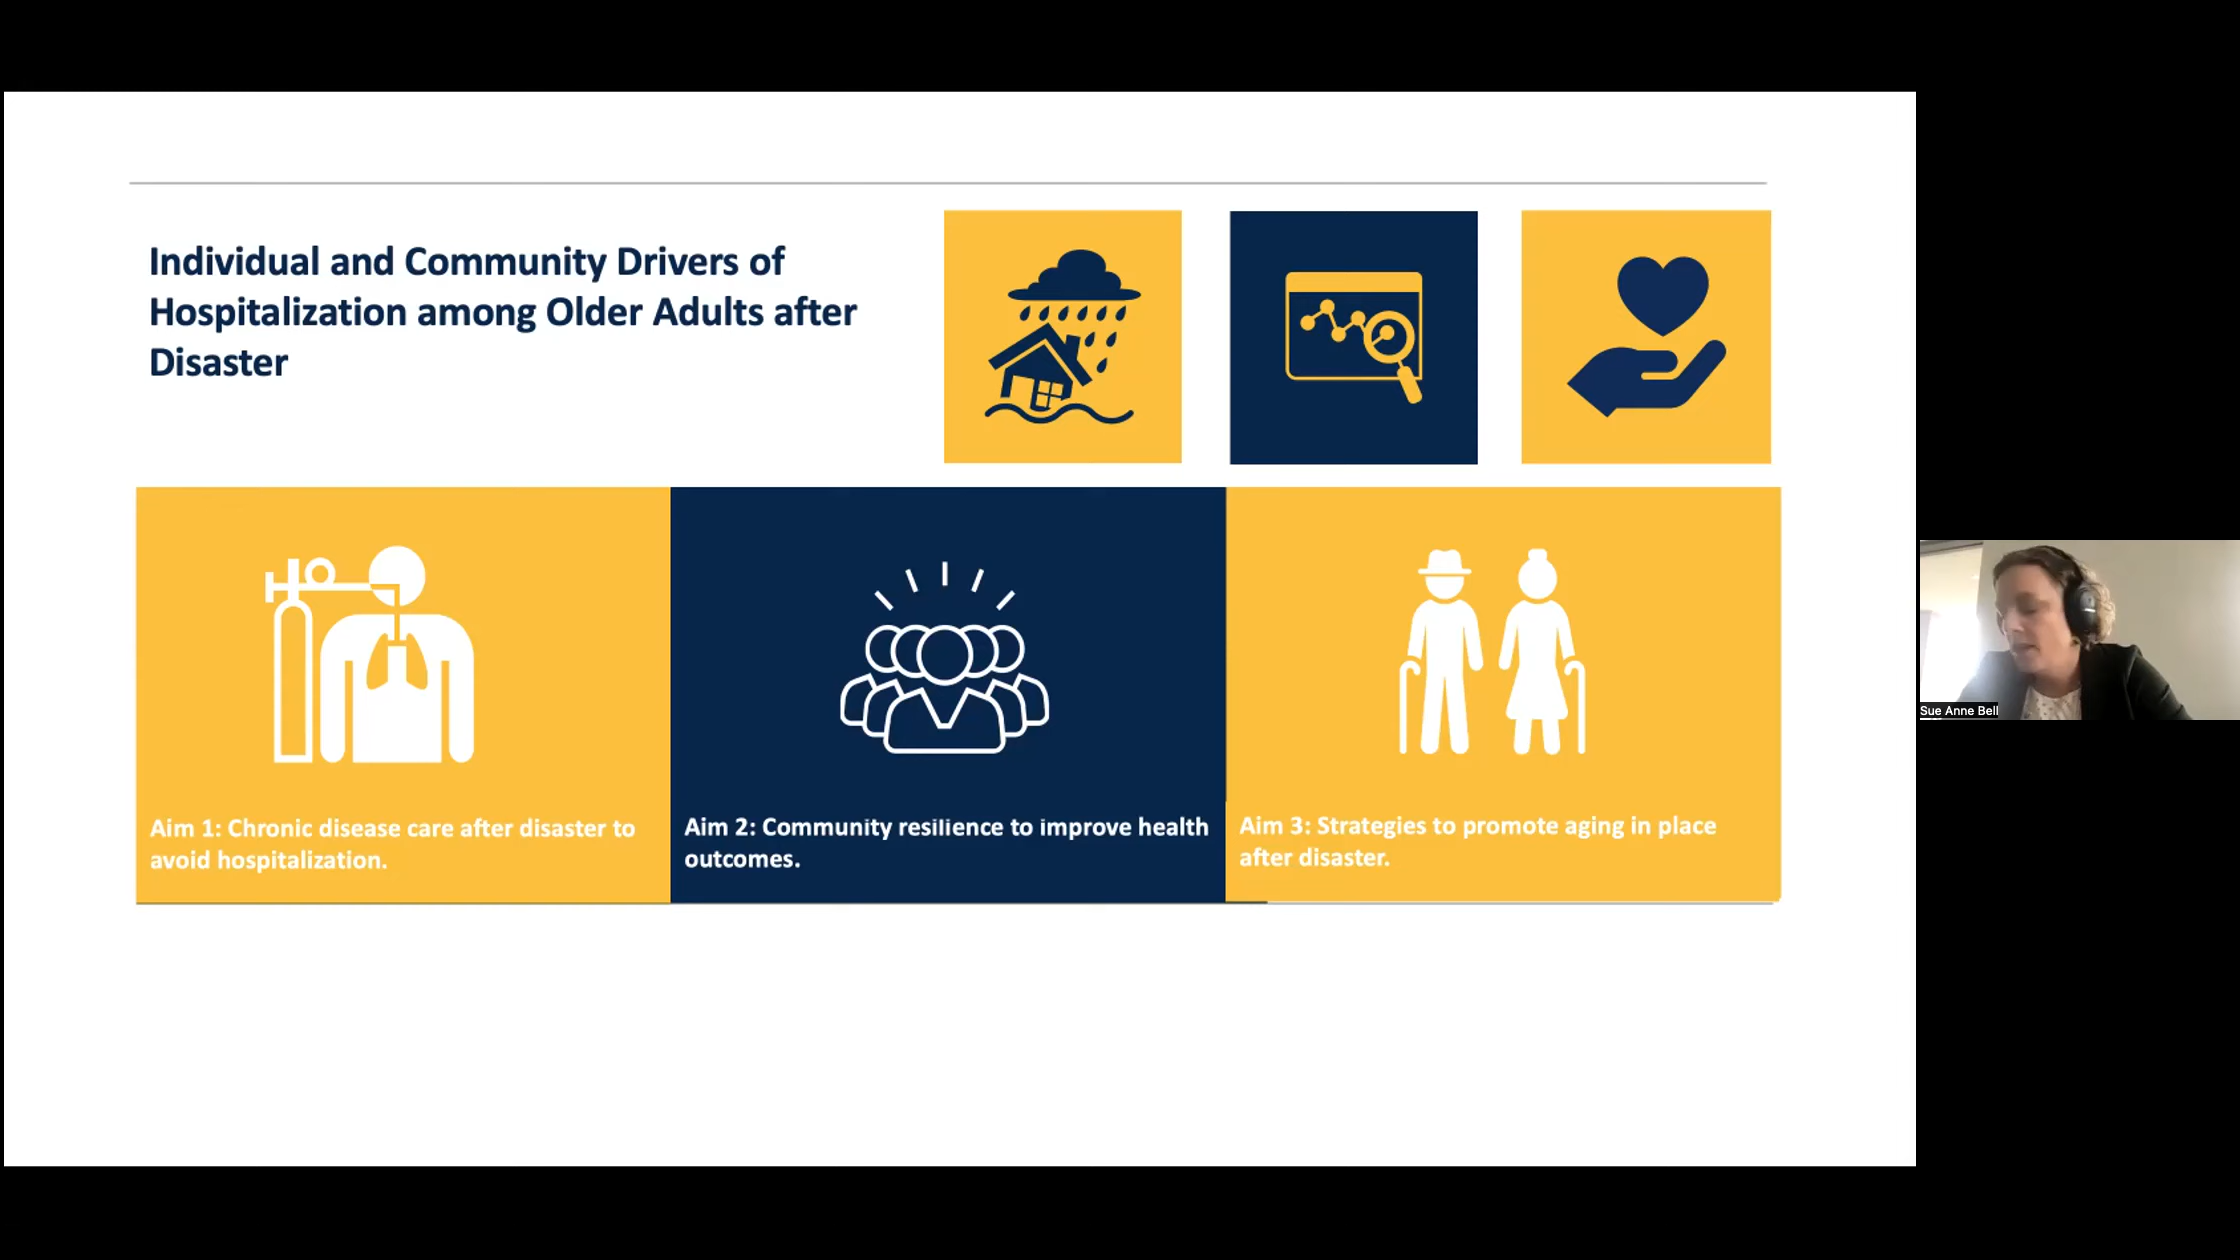 Individual and Community Drivers of
Hospitalization among Older Adults after
Disaster
Aim 1: Chronic disease care after disaster to
avoid hospitalization.
Aim 2: Community resilience to improve health
outcomes.
Aim 3: Strategies to promote aging in place
after disaster.
Sue Anne Bell